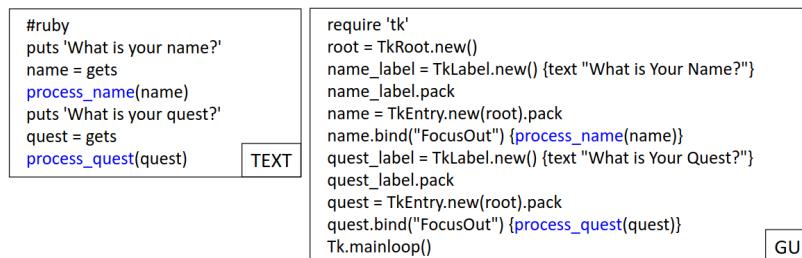 #ruby
puts 'What is your name?'
name = gets
process_name(name)
puts 'What is your quest?'
quest = gets
process_quest(quest)
TEXT
require 'tk'
root = TkRoot.new()
name_label = TkLabel.new() {text "What is Your Name?"}
name_label.pack
name = TkEntry.new(root).pack
name.bind("FocusOut") {process_name(name)}
quest_label = TkLabel.new() {text "What is Your Quest?"}
quest_label.pack
quest = TkEntry.new(root).pack
quest.bind("FocusOut") {process_quest(quest)}
Tk.mainloop()
GU